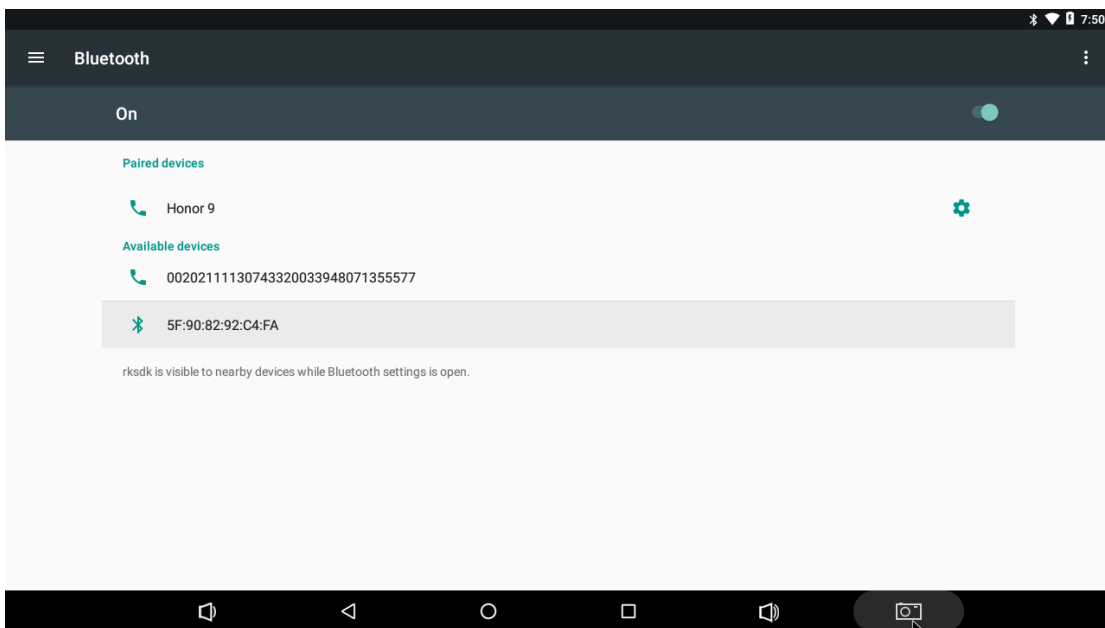 7:50
Bluetooth
On
Paired devices
Honor 9
Available devices
00202111130743320033948071355577
5F:90:82:92:C4:FA
rksdk is visible to nearby devices while Bluetooth settings is open.